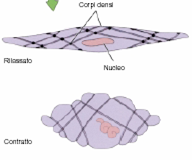 Corpi densi
Rilassato
Nucleo
Contratto